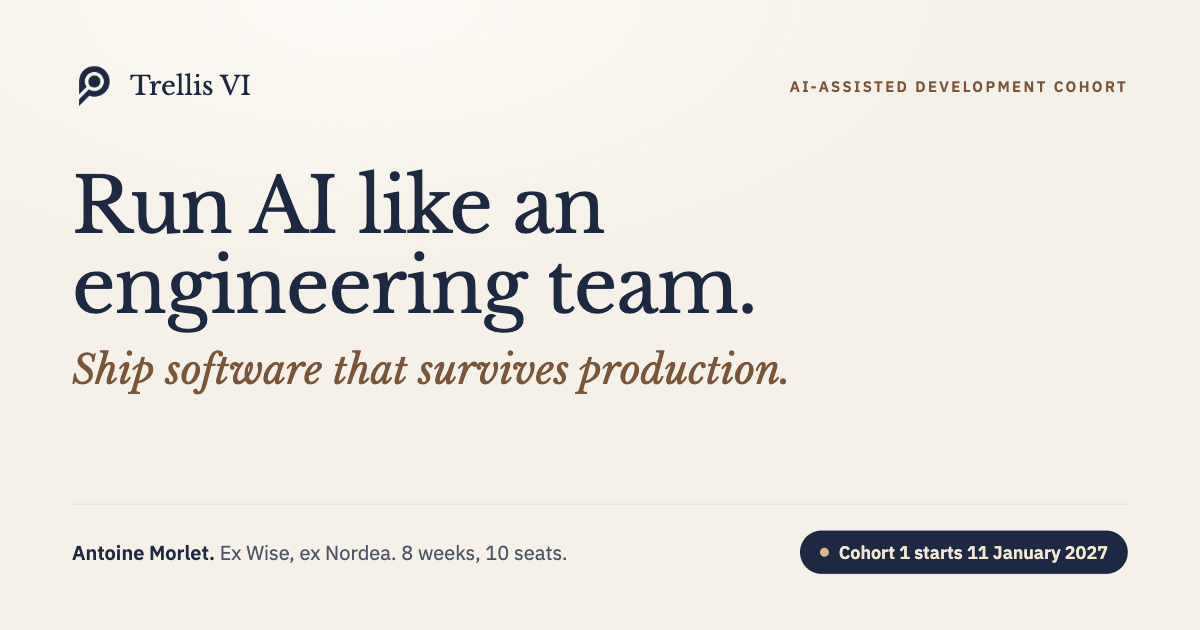 Trellis VI
AI-ASSISTED DEVELOPMENT COHORT
Run AI like an
engineering team.
Ship software that survives production.
Antoine Morlet. Ex Wise, ex Nordea. 8 weeks, 10 seats.
Cohort 1 starts 11 January 2027